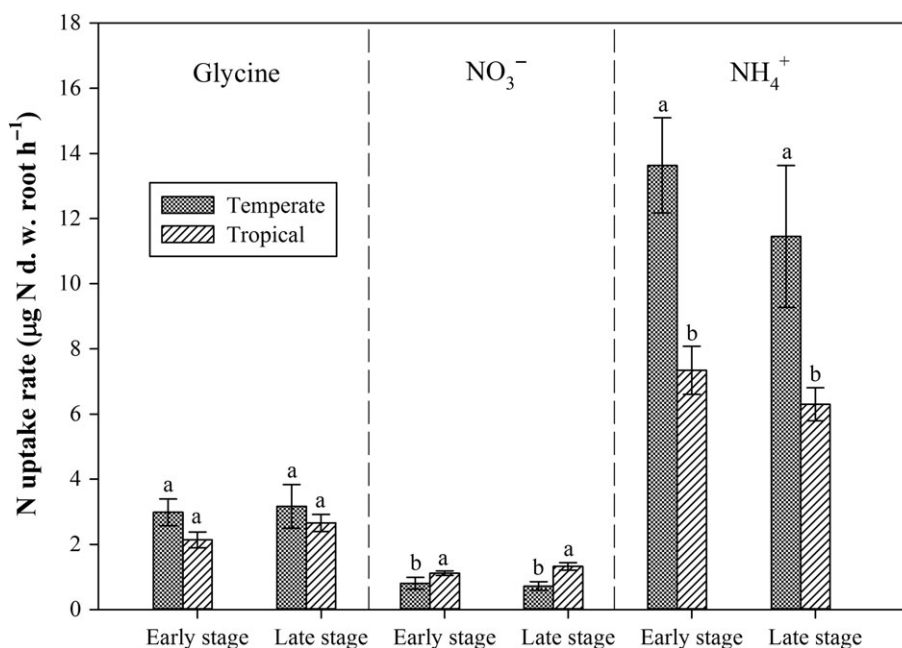 N uptake rate (µg N d. w. root h⁻¹)
18
16
14
12
10
8
6
4
2
0
Glycine
NO₃⁻
NH₄⁺
Temperate
Tropical
a
a
a
a
b
a
b
a
a
b
a
b
Early stage
Late stage
Early stage
Late stage
Early stage
Late stage